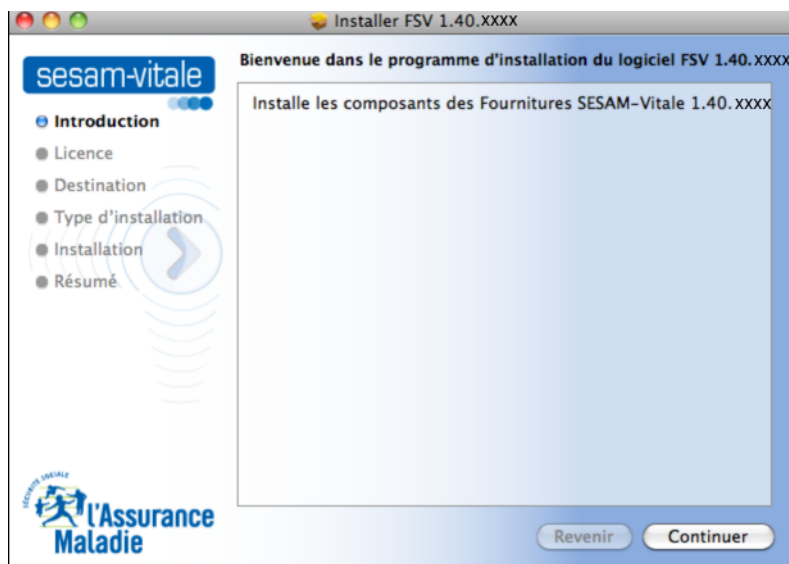 Installer FSV 1.40.xxxx
sesam-vitale
Bienvenue dans le programme d'installation du logiciel FSV 1.40.xxxx
Installe les composants des Fournitures SESAM-Vitale 1.40.xxxx
Introduction
Licence
Destination
Type d'installation
Installation
Résumé
SÉCURITÉ SOCIALE
l'Assurance
Maladie
Revenir
Continuer